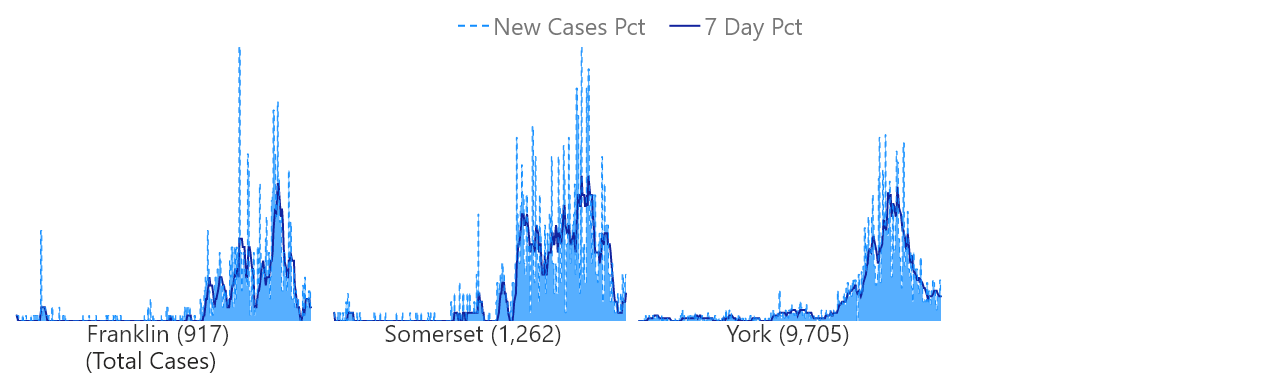 New Cases Pct 7 Day Pct
Franklin (917) Somerset (1,262) York (9,705)
(Total Cases)